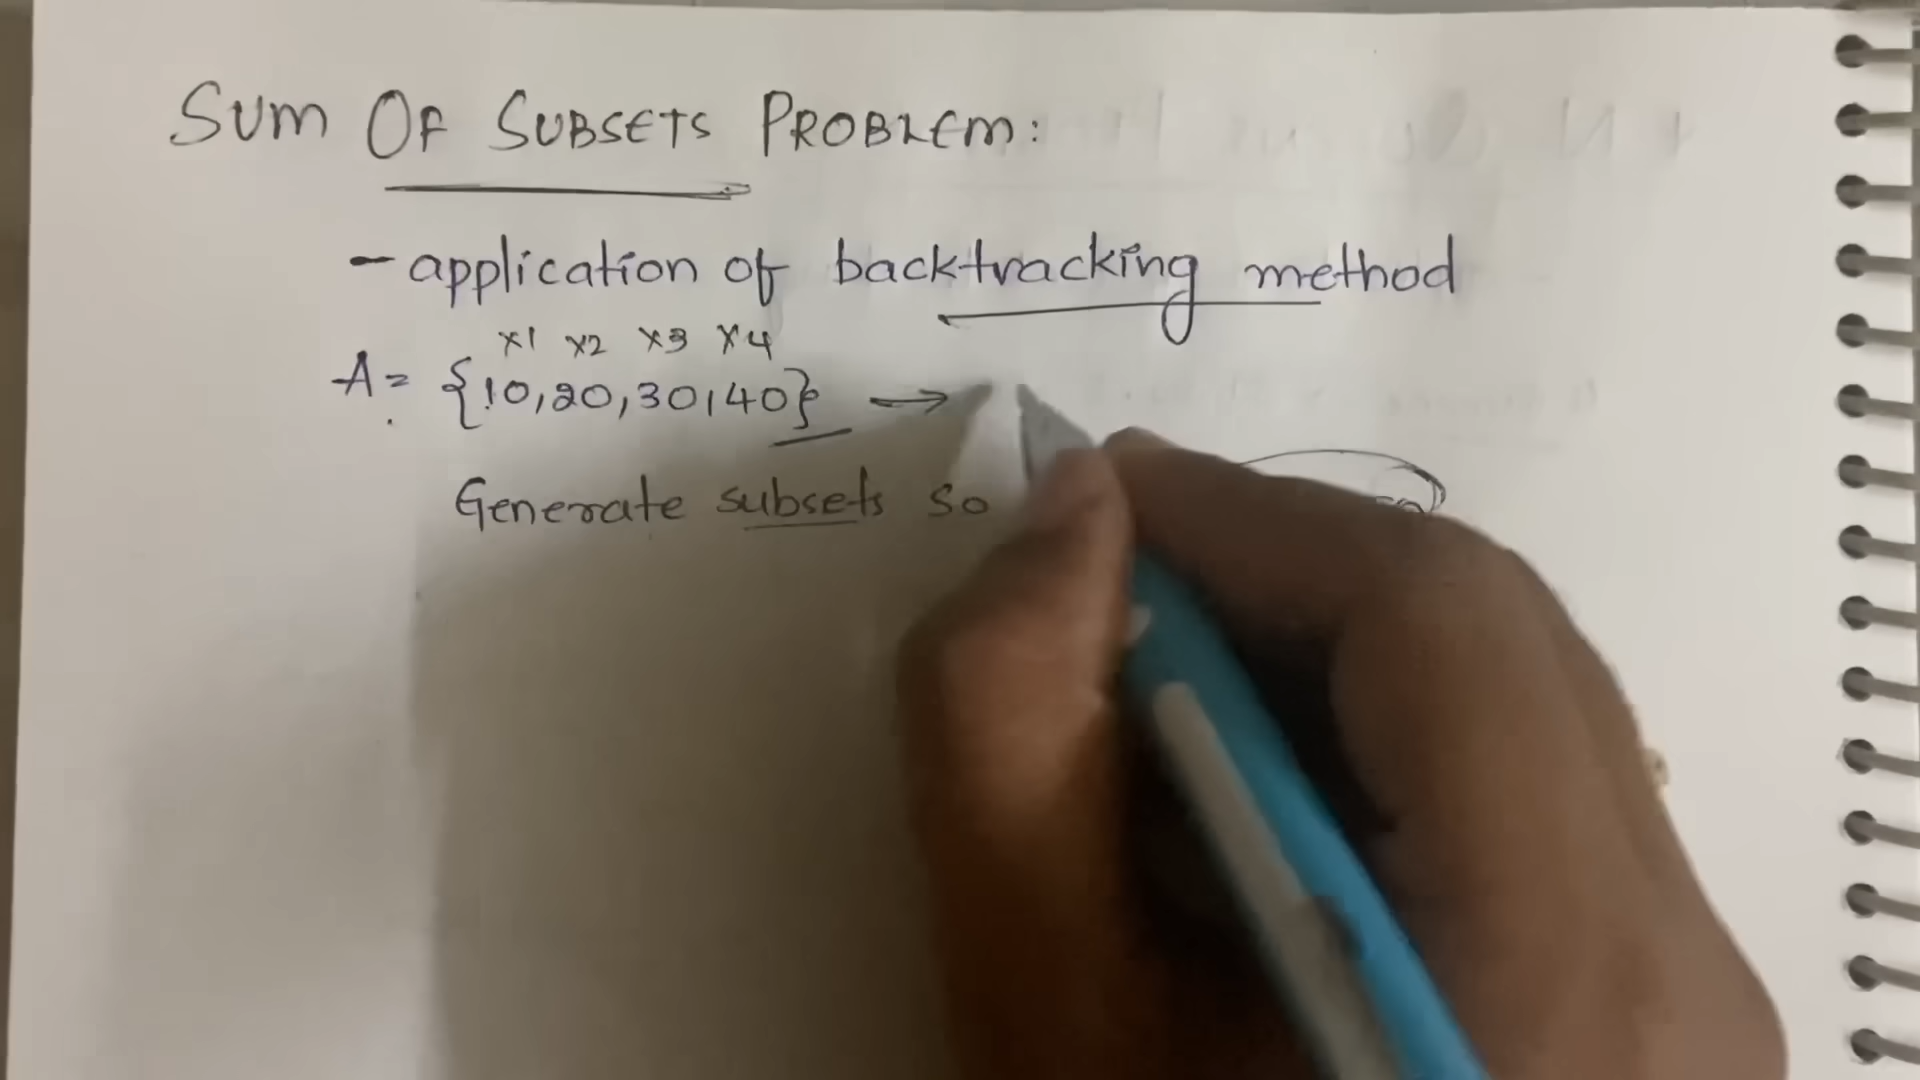 SUM OF SUBSETS PROBLEM:
- application of backtracking method
x1 x2 x3 x4
A = {10,20,30,40} →
Generate subsets so